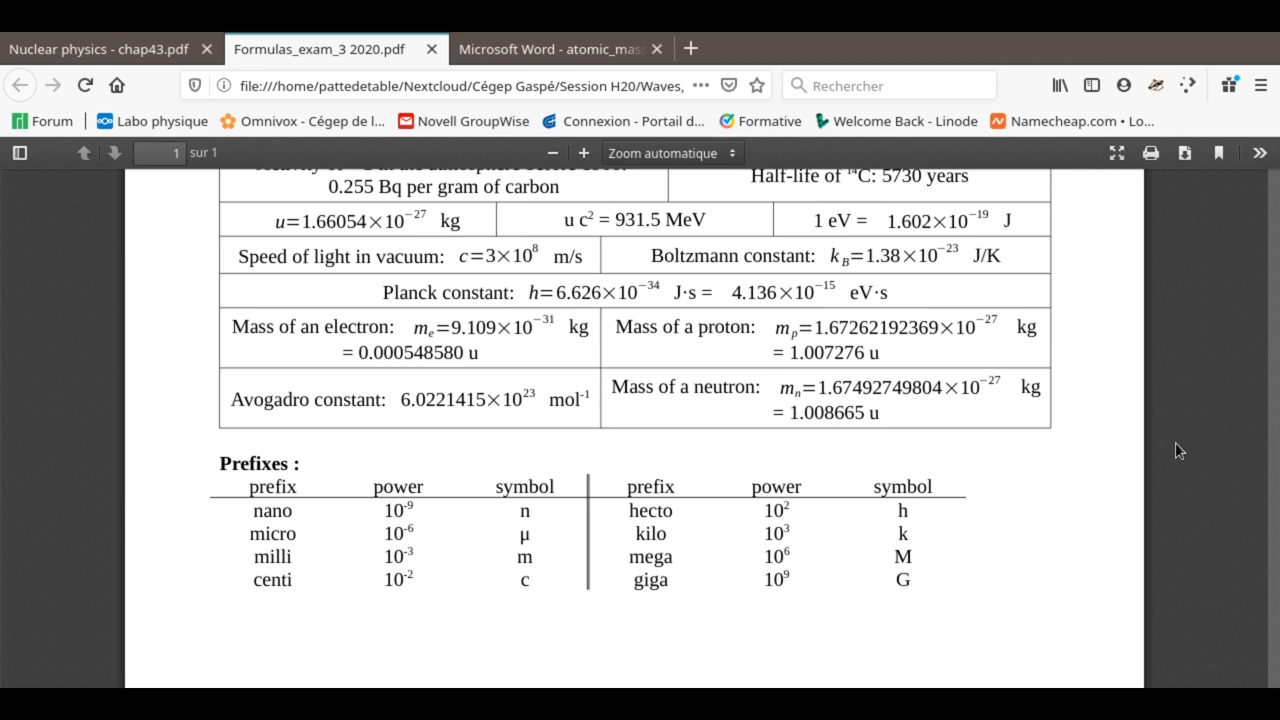 Nuclear physics - chap43.pdf
Formulas_exam_3 2020.pdf
Microsoft Word - atomic_mas
file:///home/pattedetable/Nextcloud/Cégep Gaspé/Session H20/Waves,
Rechercher
Forum
Labo physique
Omnivox - Cégep de l...
Novell GroupWise
Connexion - Portail d...
Formative
Welcome Back - Linode
Namecheap.com • Lo...
1 sur 1
Zoom automatique
0.255 Bq per gram of carbon
Half-life of ¹⁴C: 5730 years
u=1.66054×10⁻²⁷ kg
u c² = 931.5 MeV
1 eV = 1.602×10⁻¹⁹ J
Speed of light in vacuum: c=3×10⁸ m/s
Boltzmann constant: k_B=1.38×10⁻²³ J/K
Planck constant: h=6.626×10⁻³⁴ J·s = 4.136×10⁻¹⁵ eV·s
Mass of an electron: mₑ=9.109×10⁻³¹ kg
= 0.000548580 u
Mass of a proton: m_p=1.67262192369×10⁻²⁷ kg
= 1.007276 u
Avogadro constant: 6.0221415×10²³ mol⁻¹
Mass of a neutron: m_n=1.67492749804×10⁻²⁷ kg
= 1.008665 u
Prefixes :
prefix power symbol prefix power symbol
nano 10⁻⁹ n hecto 10² h
micro 10⁻⁶ μ kilo 10³ k
milli 10⁻³ m mega 10⁶ M
centi 10⁻² c giga 10⁹ G